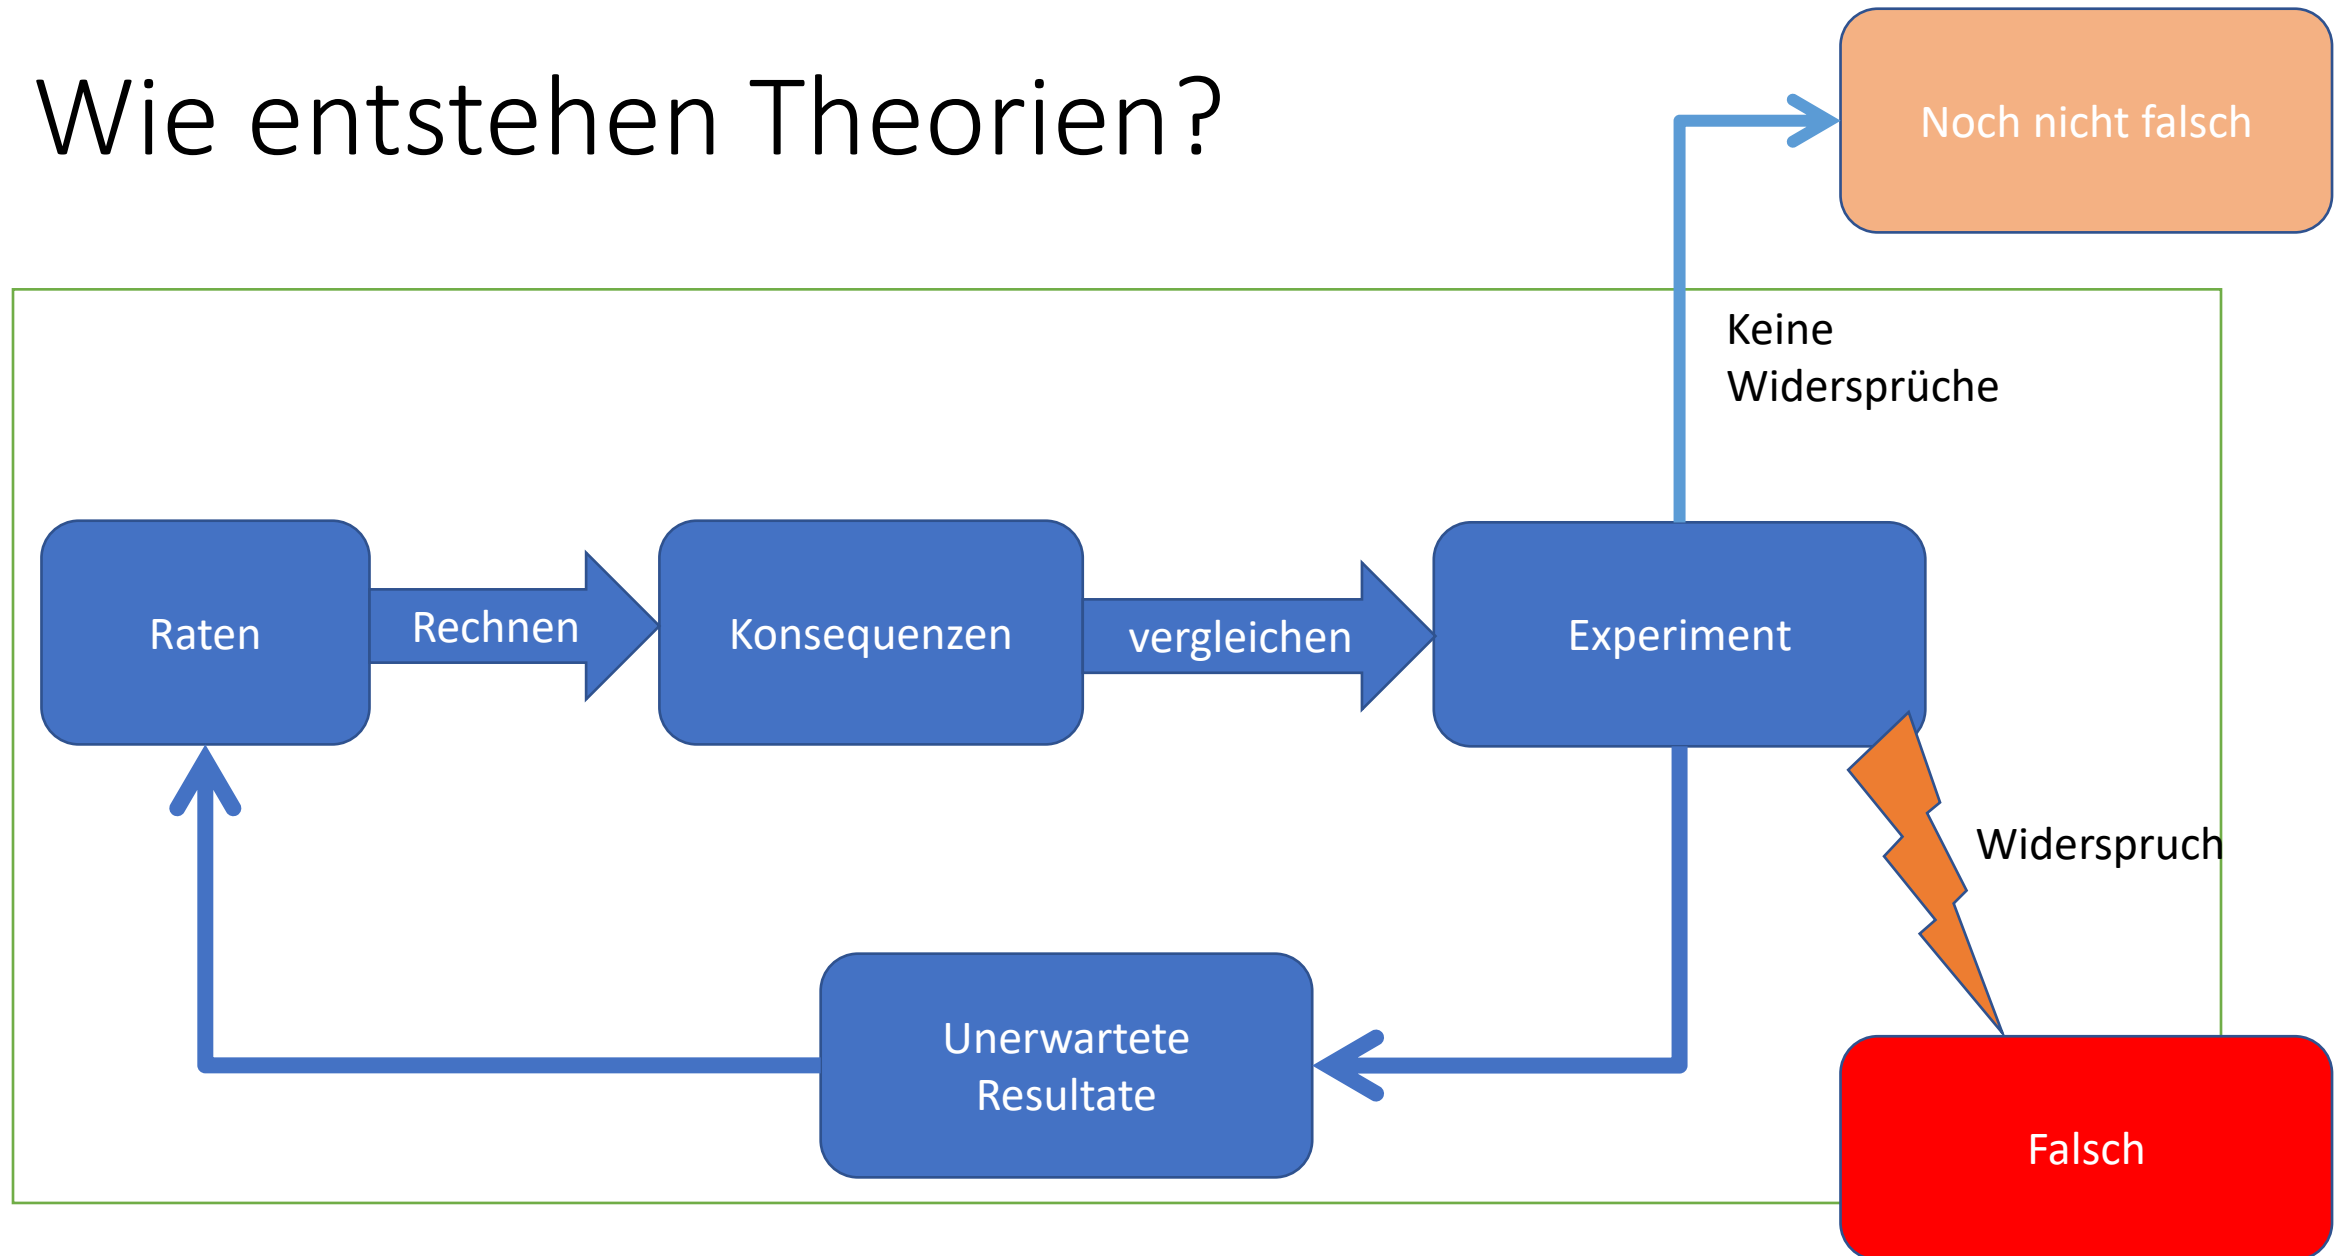 Wie entstehen Theorien?
Noch nicht falsch
Keine
Widersprüche
Raten
Rechnen
Konsequenzen
vergleichen
Experiment
Widerspruch
Unerwartete
Resultate
Falsch